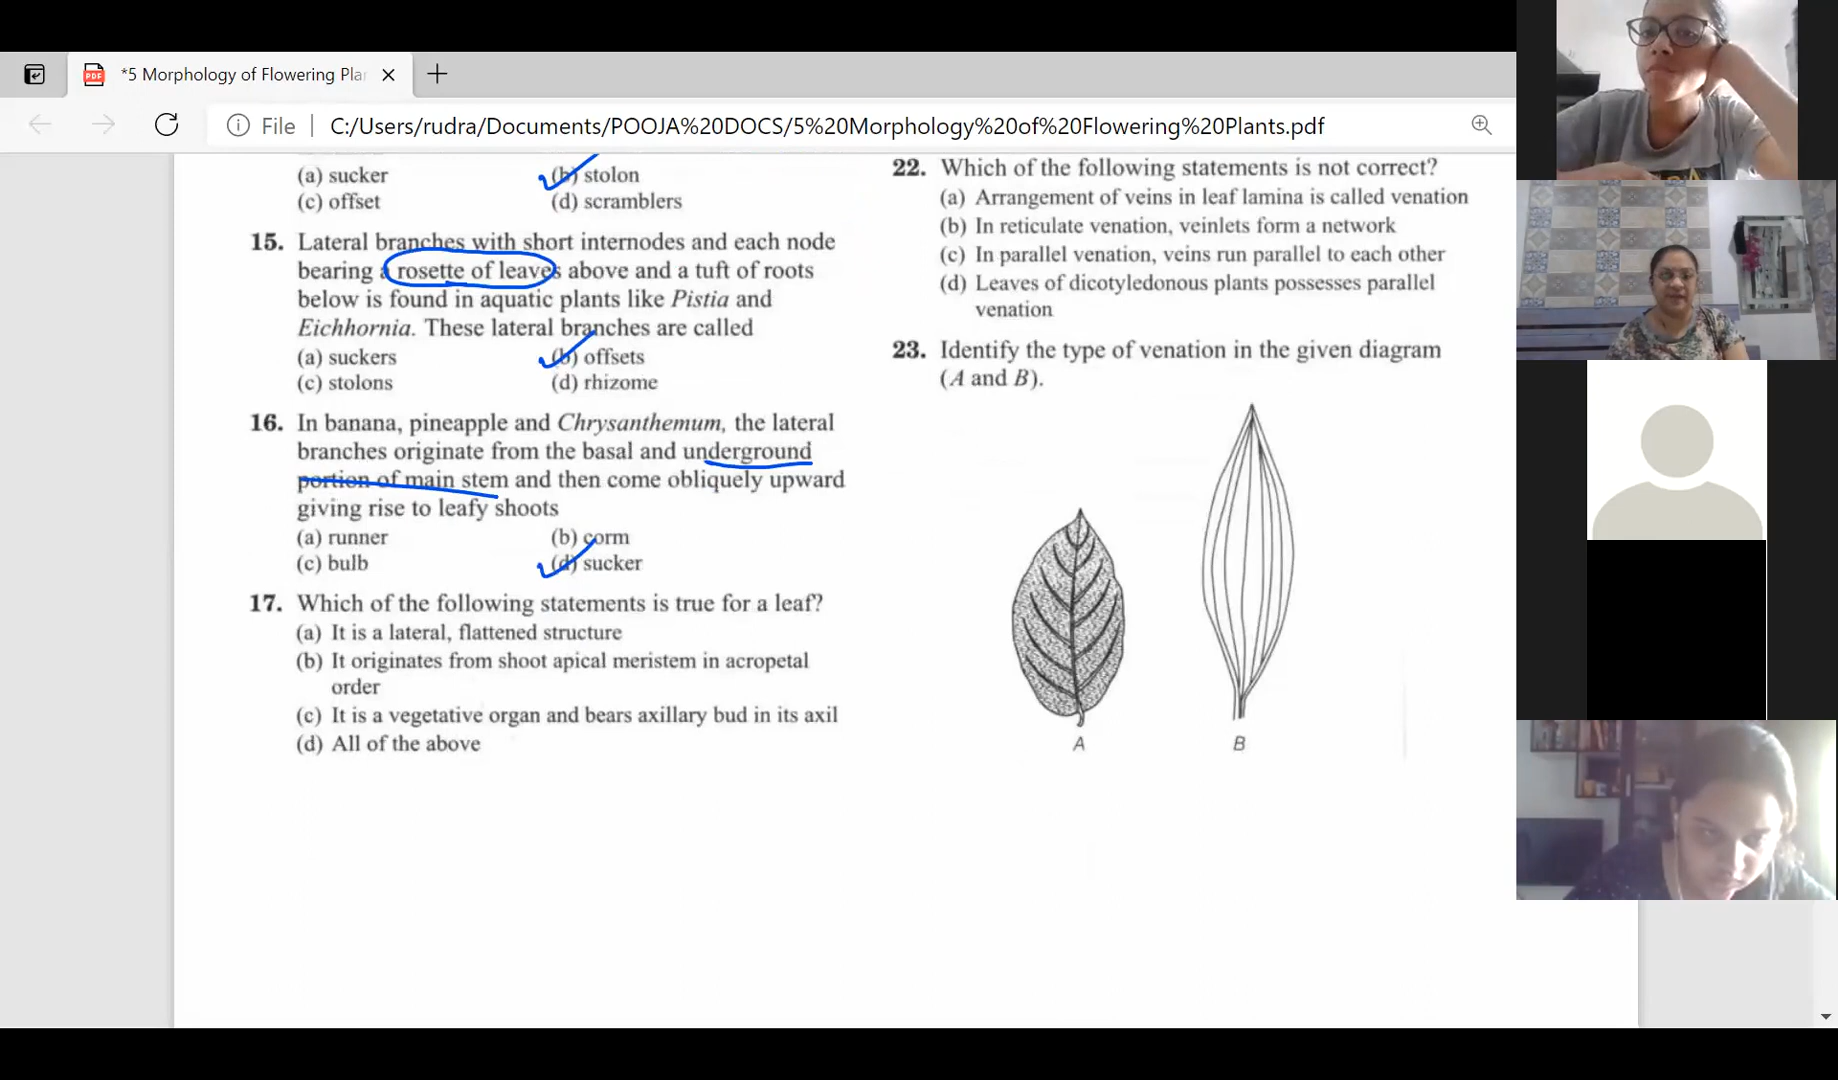 *5 Morphology of Flowering Pla
File
C:/Users/rudra/Documents/POOJA%20DOCS/5%20Morphology%20of%20Flowering%20Plants.pdf
(a) sucker (b) stolon
(c) offset (d) scramblers
15. Lateral branches with short internodes and each node
bearing a rosette of leaves above and a tuft of roots
below is found in aquatic plants like Pistia and
Eichhornia. These lateral branches are called
(a) suckers (b) offsets
(c) stolons (d) rhizome
16. In banana, pineapple and Chrysanthemum, the lateral
branches originate from the basal and underground
portion of main stem and then come obliquely upward
giving rise to leafy shoots
(a) runner (b) corm
(c) bulb (d) sucker
17. Which of the following statements is true for a leaf?
(a) It is a lateral, flattened structure
(b) It originates from shoot apical meristem in acropetal
order
(c) It is a vegetative organ and bears axillary bud in its axil
(d) All of the above
22. Which of the following statements is not correct?
(a) Arrangement of veins in leaf lamina is called venation
(b) In reticulate venation, veinlets form a network
(c) In parallel venation, veins run parallel to each other
(d) Leaves of dicotyledonous plants possesses parallel
venation
23. Identify the type of venation in the given diagram
(A and B).
A B